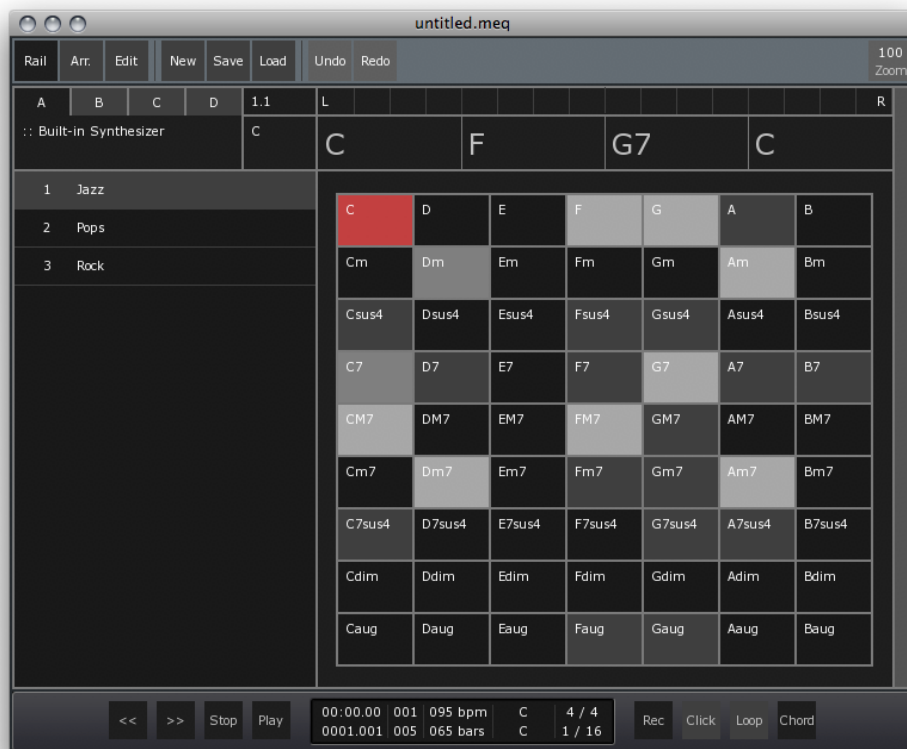 untitled.meq
Rail Arr. Edit New Save Load Undo Redo 100
Zoom
A B C D 1.1 L R
:: Built-in Synthesizer C
C F G7 C
1 Jazz
2 Pops
3 Rock
C D E F G A B
Cm Dm Em Fm Gm Am Bm
Csus4 Dsus4 Esus4 Fsus4 Gsus4 Asus4 Bsus4
C7 D7 E7 F7 G7 A7 B7
CM7 DM7 EM7 FM7 GM7 AM7 BM7
Cm7 Dm7 Em7 Fm7 Gm7 Am7 Bm7
C7sus4 D7sus4 E7sus4 F7sus4 G7sus4 A7sus4 B7sus4
Cdim Ddim Edim Fdim Gdim Adim Bdim
Caug Daug Eaug Faug Gaug Aaug Baug
<< >> Stop Play
00:00.00 001 095 bpm C 4 / 4
0001.001 005 065 bars C 1 / 16
Rec Click Loop Chord